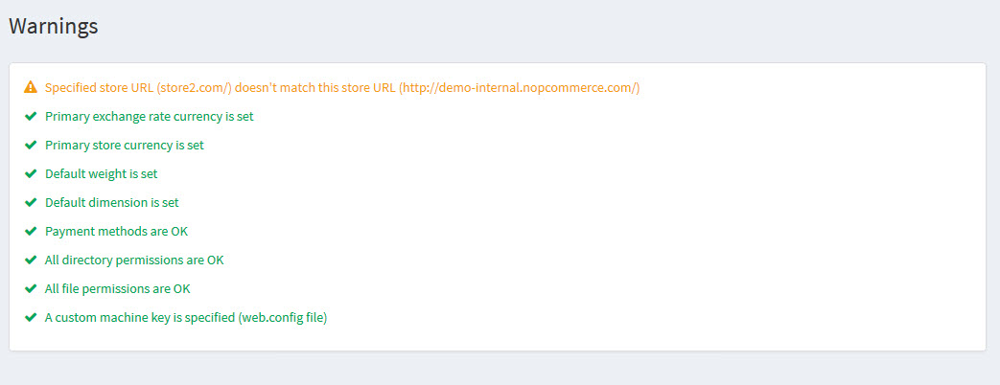 Warnings
Specified store URL (store2.com/) doesn't match this store URL (http://demo-internal.nopcommerce.com/)
Primary exchange rate currency is set
Primary store currency is set
Default weight is set
Default dimension is set
Payment methods are OK
All directory permissions are OK
All file permissions are OK
A custom machine key is specified (web.config file)